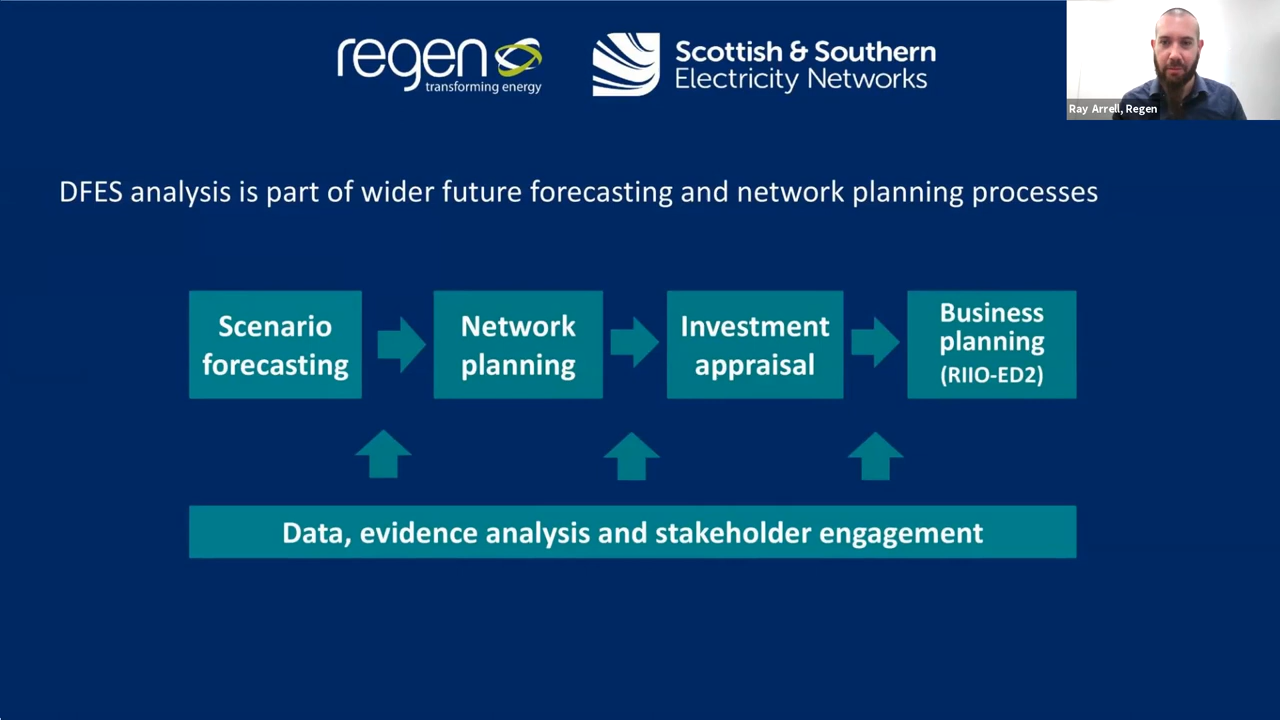 regen
transforming energy
Scottish & Southern
Electricity Networks
Ray Arrell, Regen
DFES analysis is part of wider future forecasting and network planning processes
Scenario
forecasting
Network
planning
Investment
appraisal
Business
planning
(RIIO-ED2)
Data, evidence analysis and stakeholder engagement